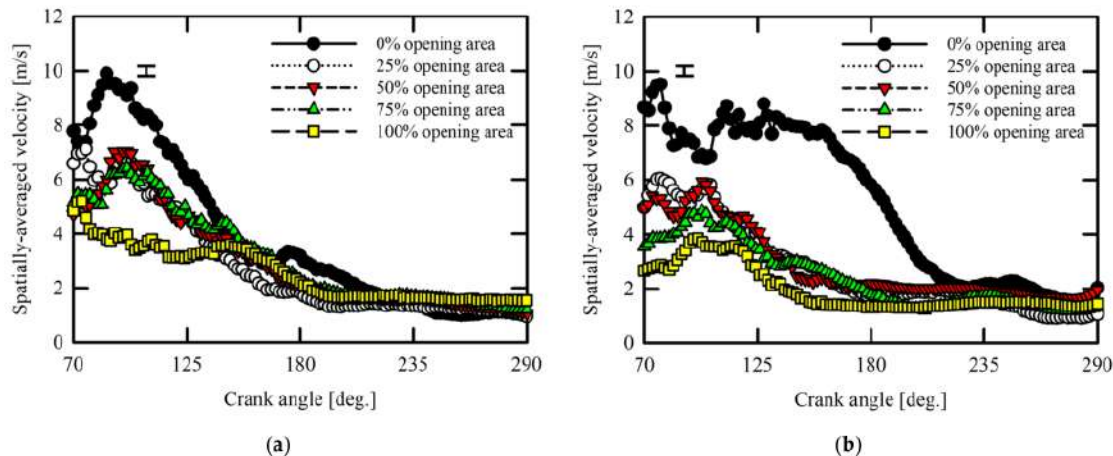 12
10
8
6
4
2
0
Spatially-averaged velocity [m/s]
0% opening area
25% opening area
50% opening area
75% opening area
100% opening area
70 125 180 235 290
Crank angle [deg.]
(a)
12
10
8
6
4
2
0
Spatially-averaged velocity [m/s]
0% opening area
25% opening area
50% opening area
75% opening area
100% opening area
70 125 180 235 290
Crank angle [deg.]
(b)